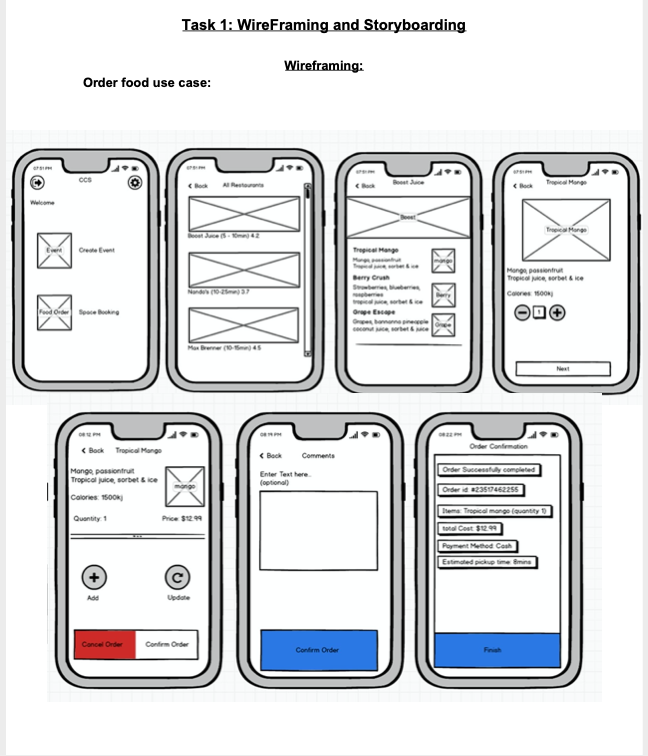 Task 1: WireFraming and Storyboarding
Wireframing:
Order food use case:
07:51 PM
CCS
Welcome
Event
Create Event
Food Order
Space Booking
07:51 PM
< Back
All Restaurants
Boost Juice (5 - 10min) 4.2
Nando's (10-25min) 3.7
Max Brenner (10-15min) 4.5
07:51 PM
Boost Juice
< Back
Boost
Tropical Mango
Mango, passionfruit
Tropical juice, sorbet & ice
mango
Berry Crush
Strawberries, blueberries,
raspberries
tropical juice, sorbet & ice
Berry
Grape Escape
Grapes, bannanna pineapple
coconut juice, sorbet & juice
Grape
07:51 PM
Tropical Mango
< Back
Tropical Mango
Mango, passionfruit
Tropical juice, sorbet & ice
Calories: 1500kj
1
Next
08:12 PM
< Back
Tropical Mango
Mango, passionfruit
Tropical juice, sorbet & ice
mango
Calories: 1500kj
Quantity: 1
Price: $12.99
Add
Update
Cancel Order
Confirm Order
08:19 PM
< Back
Comments
Enter Text here..
(optional)
Confirm Order
08:22 PM
Order Confirmation
Order Successfully completed
Order id: #23517462255
Items: Tropical mango (quantity 1)
total Cost: $12.99
Payment Method: Cash
Estimated pickup time: 8mins
Finish